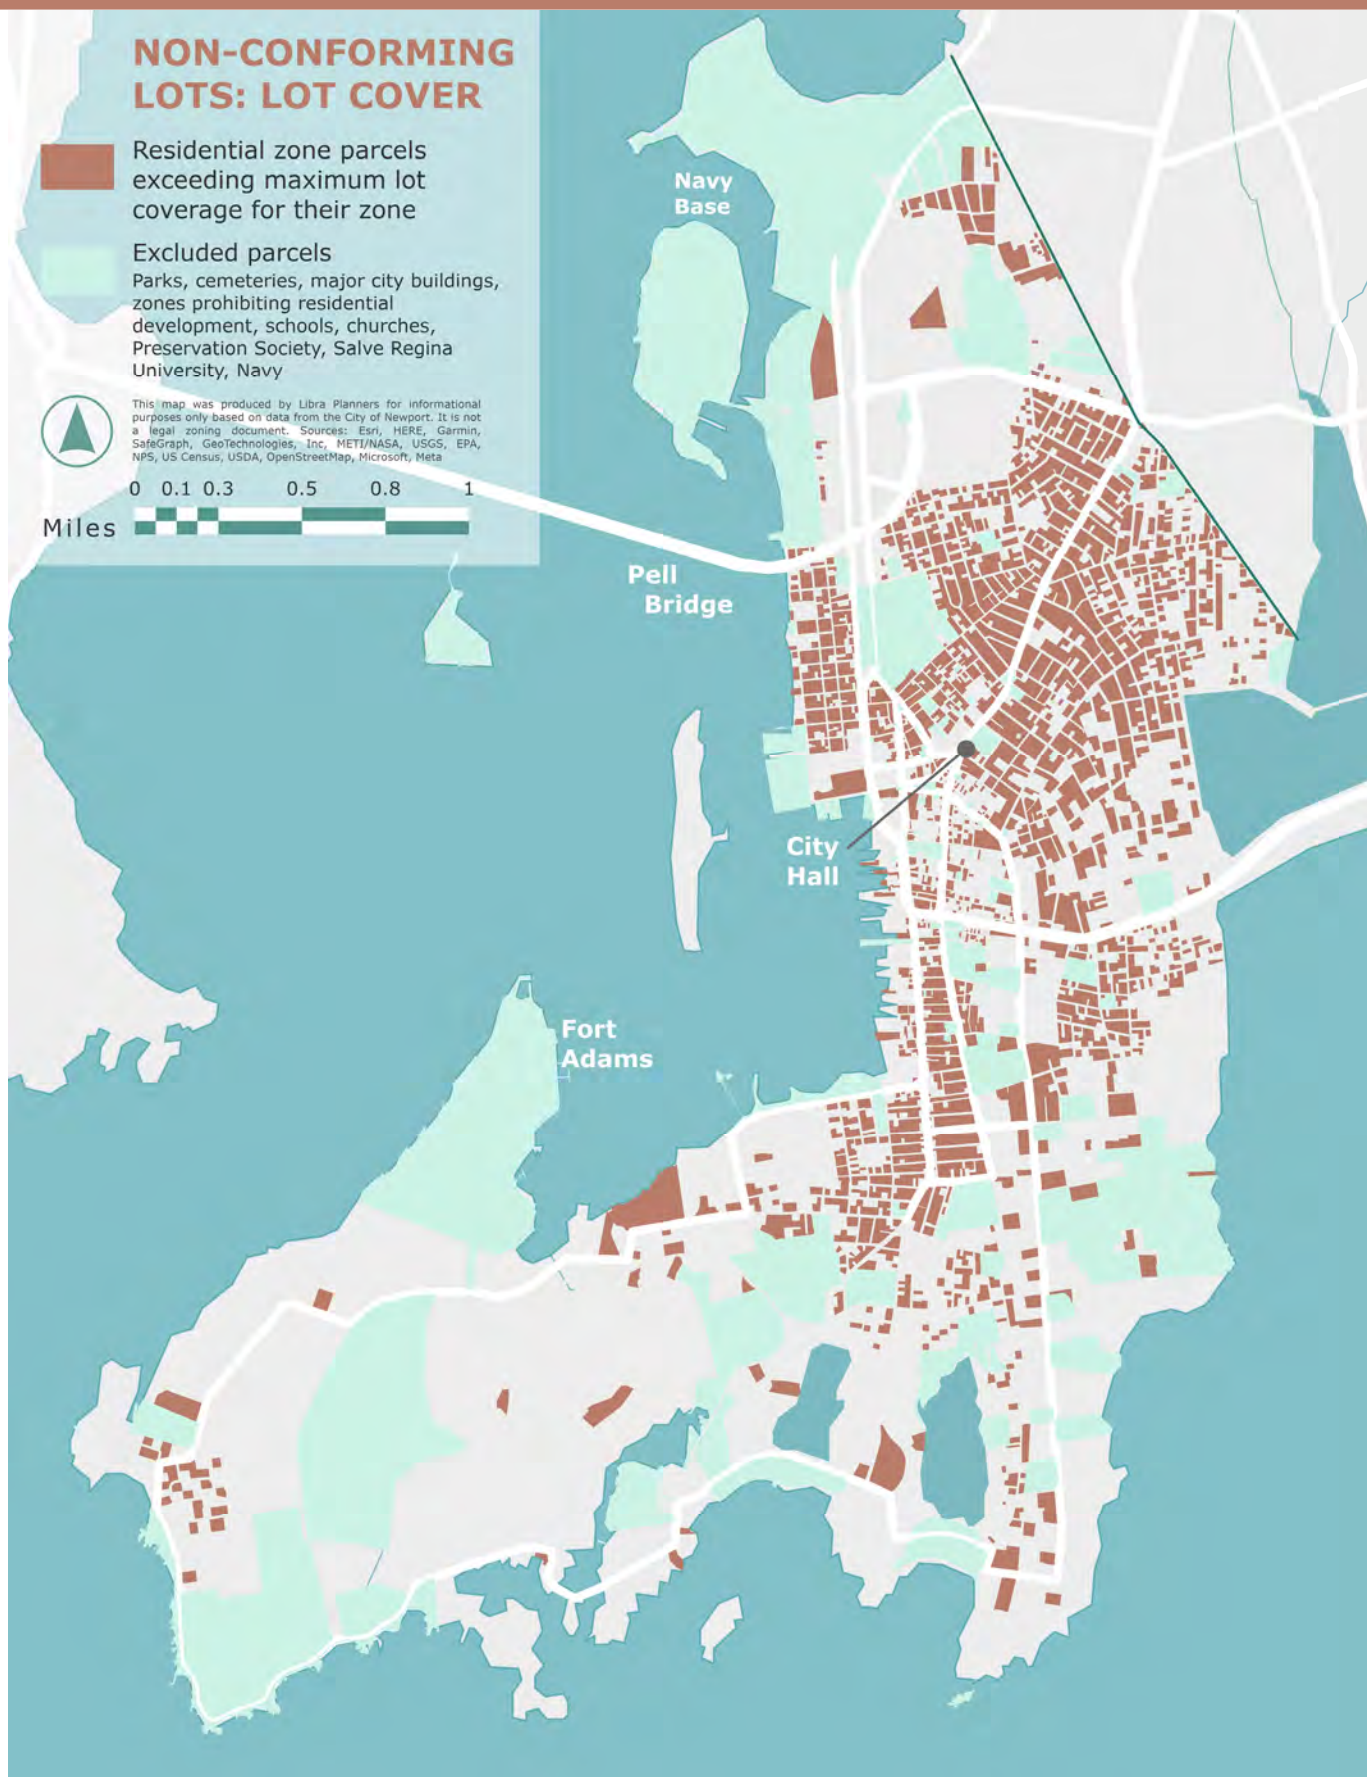 NON-CONFORMING
LOTS: LOT COVER
Residential zone parcels
exceeding maximum lot
coverage for their zone
Excluded parcels
Parks, cemeteries, major city buildings,
zones prohibiting residential
development, schools, churches,
Preservation Society, Salve Regina
University, Navy
This map was produced by Libra Planners for informational
purposes only based on data from the City of Newport. It is not
a legal zoning document. Sources: Esri, HERE, Garmin,
SafeGraph, GeoTechnologies, Inc, METI/NASA, USGS, EPA,
NPS, US Census, USDA, OpenStreetMap, Microsoft, Meta
0 0.1 0.3 0.5 0.8 1
Miles
Navy
Base
Pell
Bridge
City
Hall
Fort
Adams